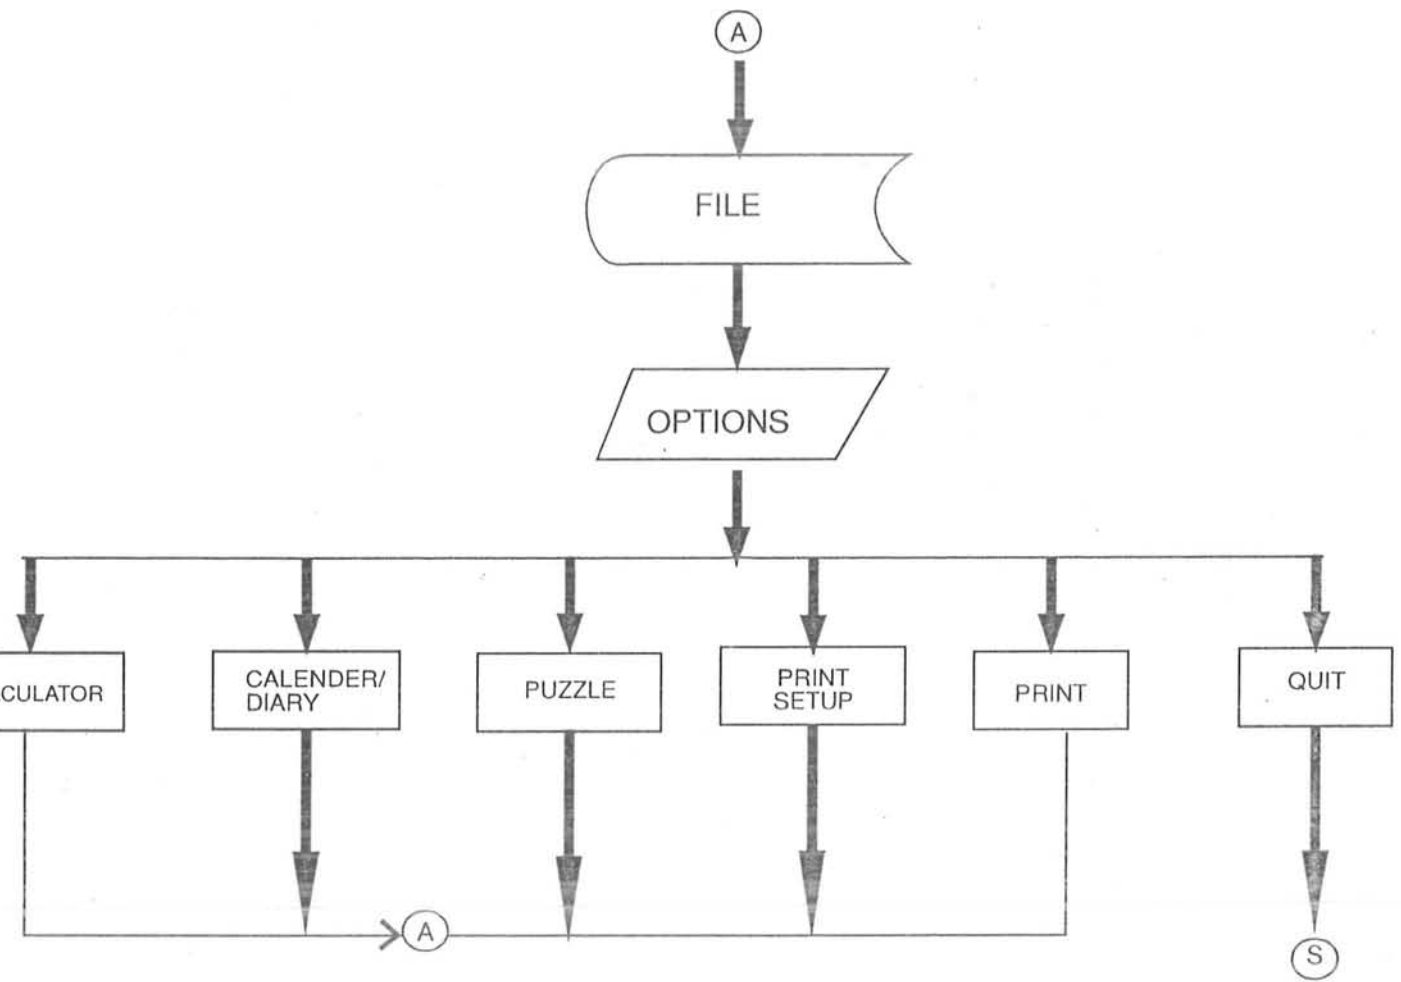 A
FILE
OPTIONS
CULATOR
CALENDER/
DIARY
PUZZLE
PRINT
SETUP
PRINT
QUIT
A
S